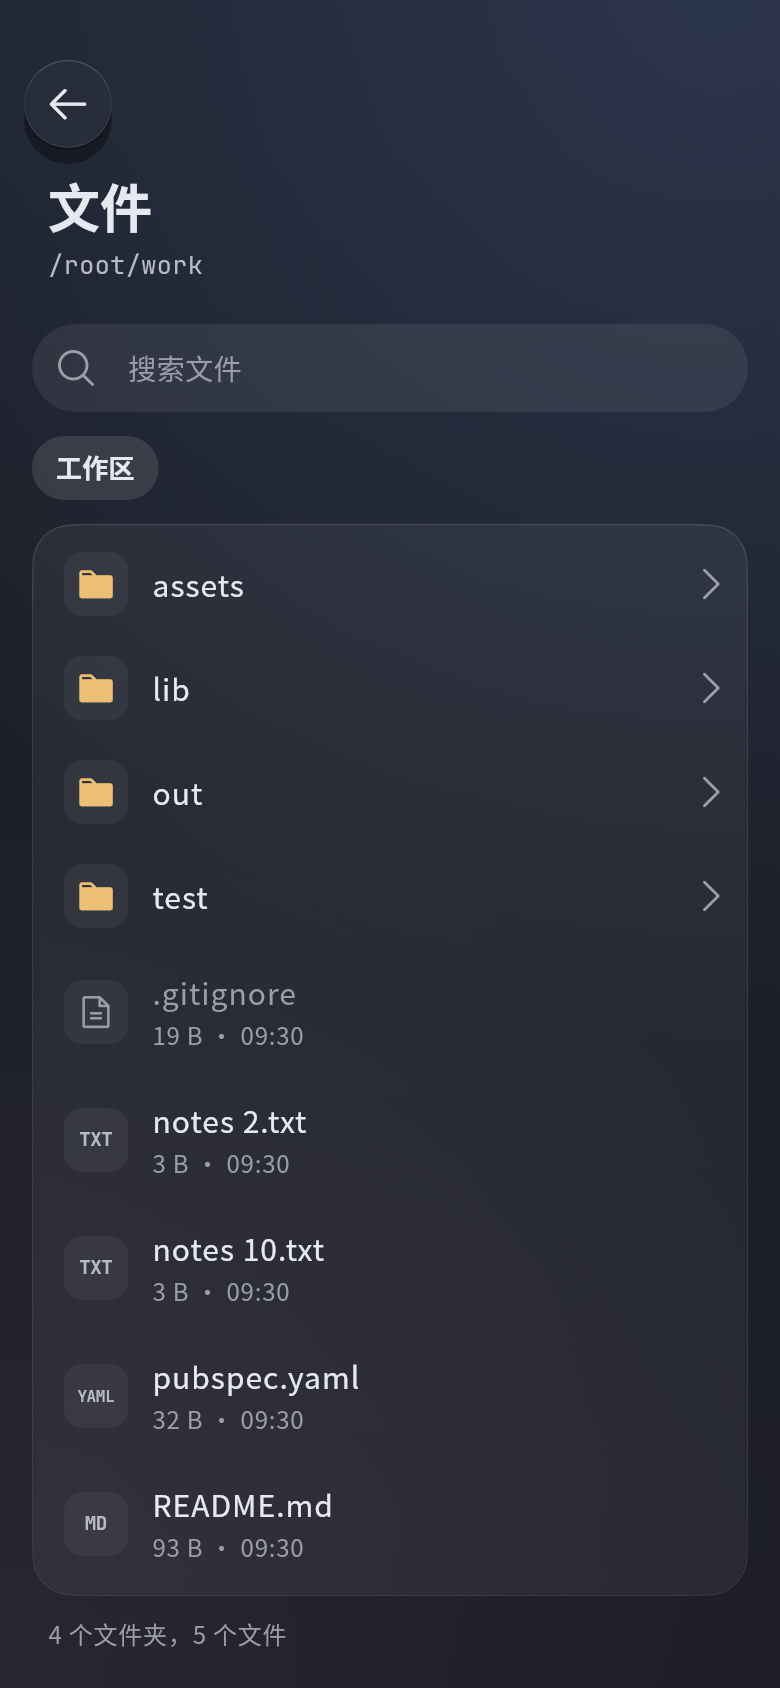 文件
/root/work
搜索文件
工作区
assets
lib
out
test
.gitignore
19 B • 09:30
TXT
notes 2.txt
3 B • 09:30
TXT
notes 10.txt
3 B • 09:30
YAML
pubspec.yaml
32 B • 09:30
MD
README.md
93 B • 09:30
4 个文件夹，5 个文件